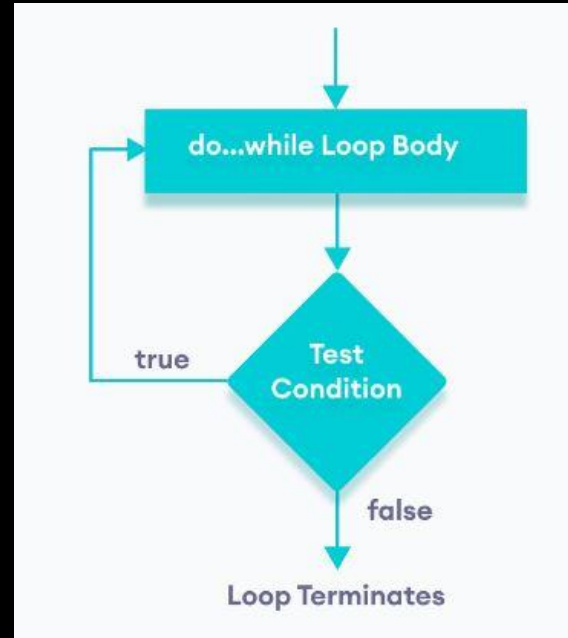 do...while Loop Body
Test
Condition
true
false
Loop Terminates